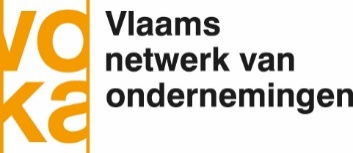 vo
ka
Vlaams
netwerk van
ondernemingen